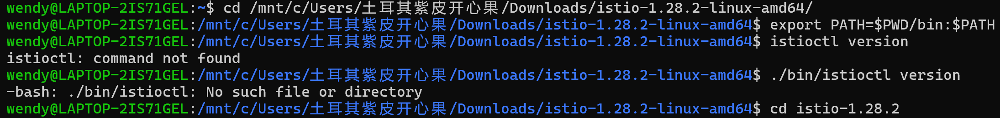 wendy@LAPTOP-2IS71GEL:~$ cd /mnt/c/Users/土耳其紫皮开心果/Downloads/istio-1.28.2-linux-amd64/
wendy@LAPTOP-2IS71GEL:/mnt/c/Users/土耳其紫皮开心果/Downloads/istio-1.28.2-linux-amd64$ export PATH=$PWD/bin:$PATH
wendy@LAPTOP-2IS71GEL:/mnt/c/Users/土耳其紫皮开心果/Downloads/istio-1.28.2-linux-amd64$ istioctl version
istioctl: command not found
wendy@LAPTOP-2IS71GEL:/mnt/c/Users/土耳其紫皮开心果/Downloads/istio-1.28.2-linux-amd64$ ./bin/istioctl version
-bash: ./bin/istioctl: No such file or directory
wendy@LAPTOP-2IS71GEL:/mnt/c/Users/土耳其紫皮开心果/Downloads/istio-1.28.2-linux-amd64$ cd istio-1.28.2